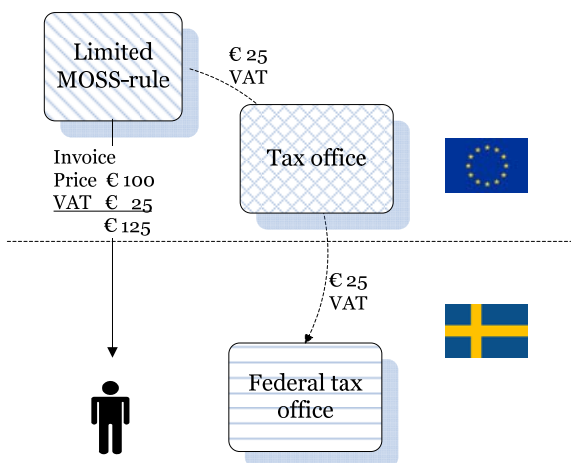 Limited
MOSS-rule
€ 25
VAT
Tax office
Invoice
Price € 100
VAT € 25
€ 125
€ 25
VAT
Federal tax
office